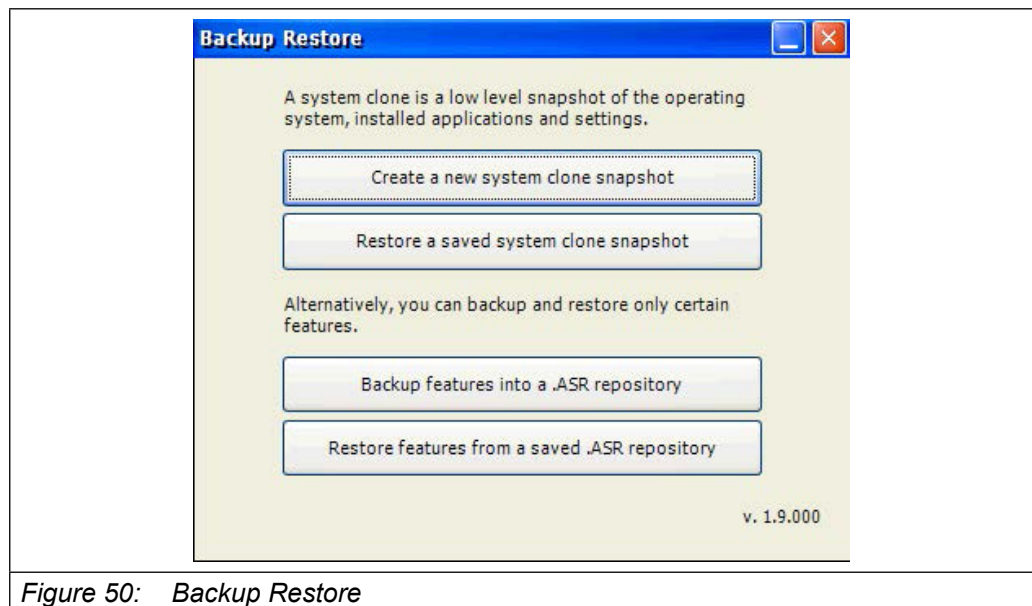 Backup Restore
A system clone is a low level snapshot of the operating
system, installed applications and settings.
Create a new system clone snapshot
Restore a saved system clone snapshot
Alternatively, you can backup and restore only certain
features.
Backup features into a .ASR repository
Restore features from a saved .ASR repository
v. 1.9.000
Figure 50: Backup Restore